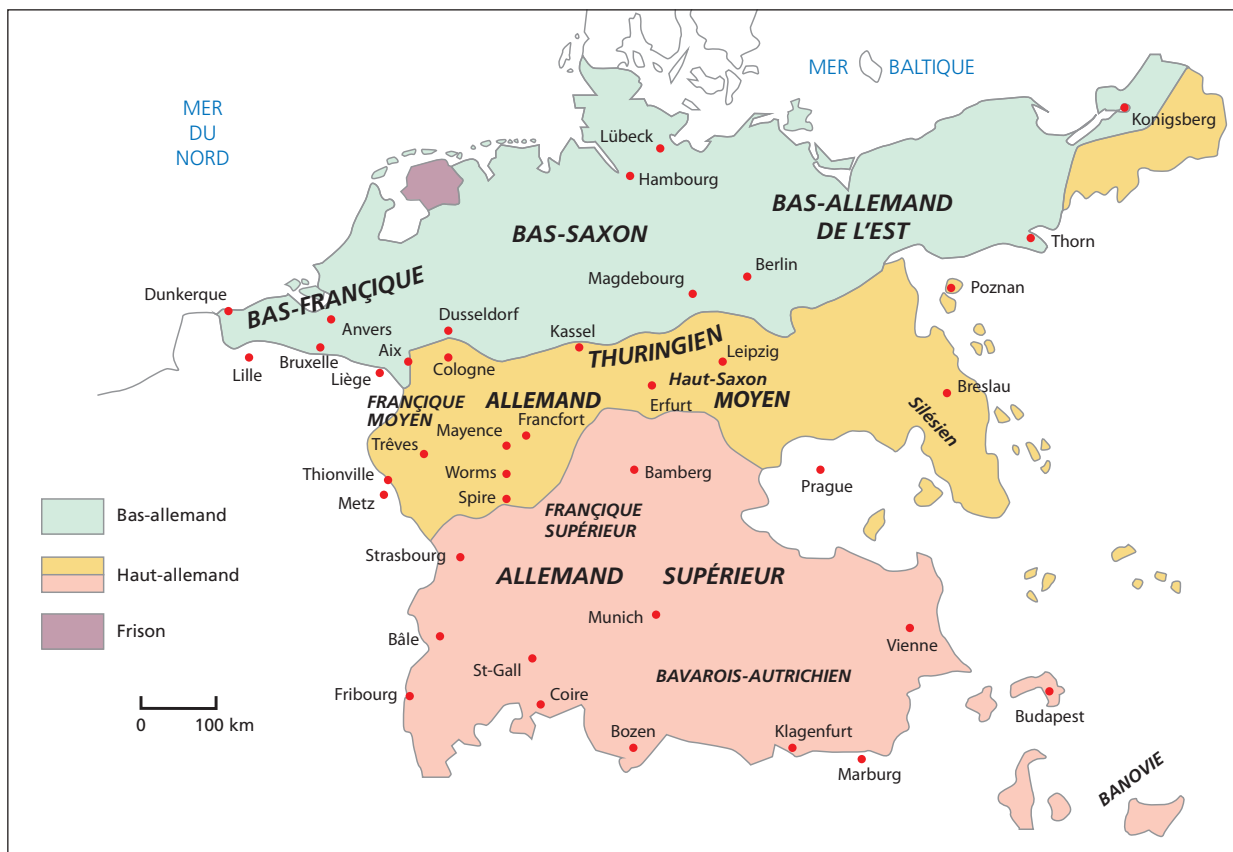 MER
DU
NORD
MER
BALTIQUE
Konigsberg
Lübeck
Hambourg
BAS-SAXON
BAS-ALLEMAND
DE L'EST
Thorn
Berlin
Magdebourg
Poznan
Dunkerque
BAS-FRANÇIQUE
Anvers
Dusseldorf
Kassel
THURINGIEN
Leipzig
Lille
Bruxelle
Aix
Liège
Cologne
Haut-Saxon
Breslau
FRANÇIQUE
MOYEN
ALLEMAND
Erfurt
MOYEN
Silésien
Mayence
Francfort
Trêves
Thionville
Worms
Bamberg
Prague
Metz
Spire
FRANÇIQUE
SUPÉRIEUR
Bas-allemand
Haut-allemand
Frison
0
100 km
Strasbourg
ALLEMAND
SUPÉRIEUR
Munich
Bâle
Vienne
St-Gall
BAVAROIS-AUTRICHIEN
Fribourg
Coire
Budapest
Bozen
Klagenfurt
Marburg
BANOVIE